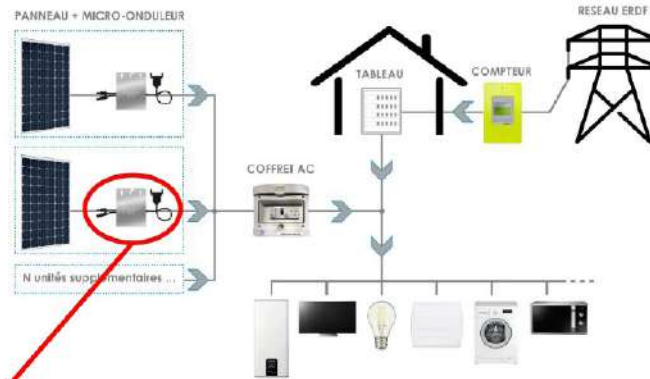 PANNEAU + MICRO-ONDULEUR
RESEAU ERDF
TABLEAU
COMPTEUR
COFFRET AC
N unités supplémentaires ...